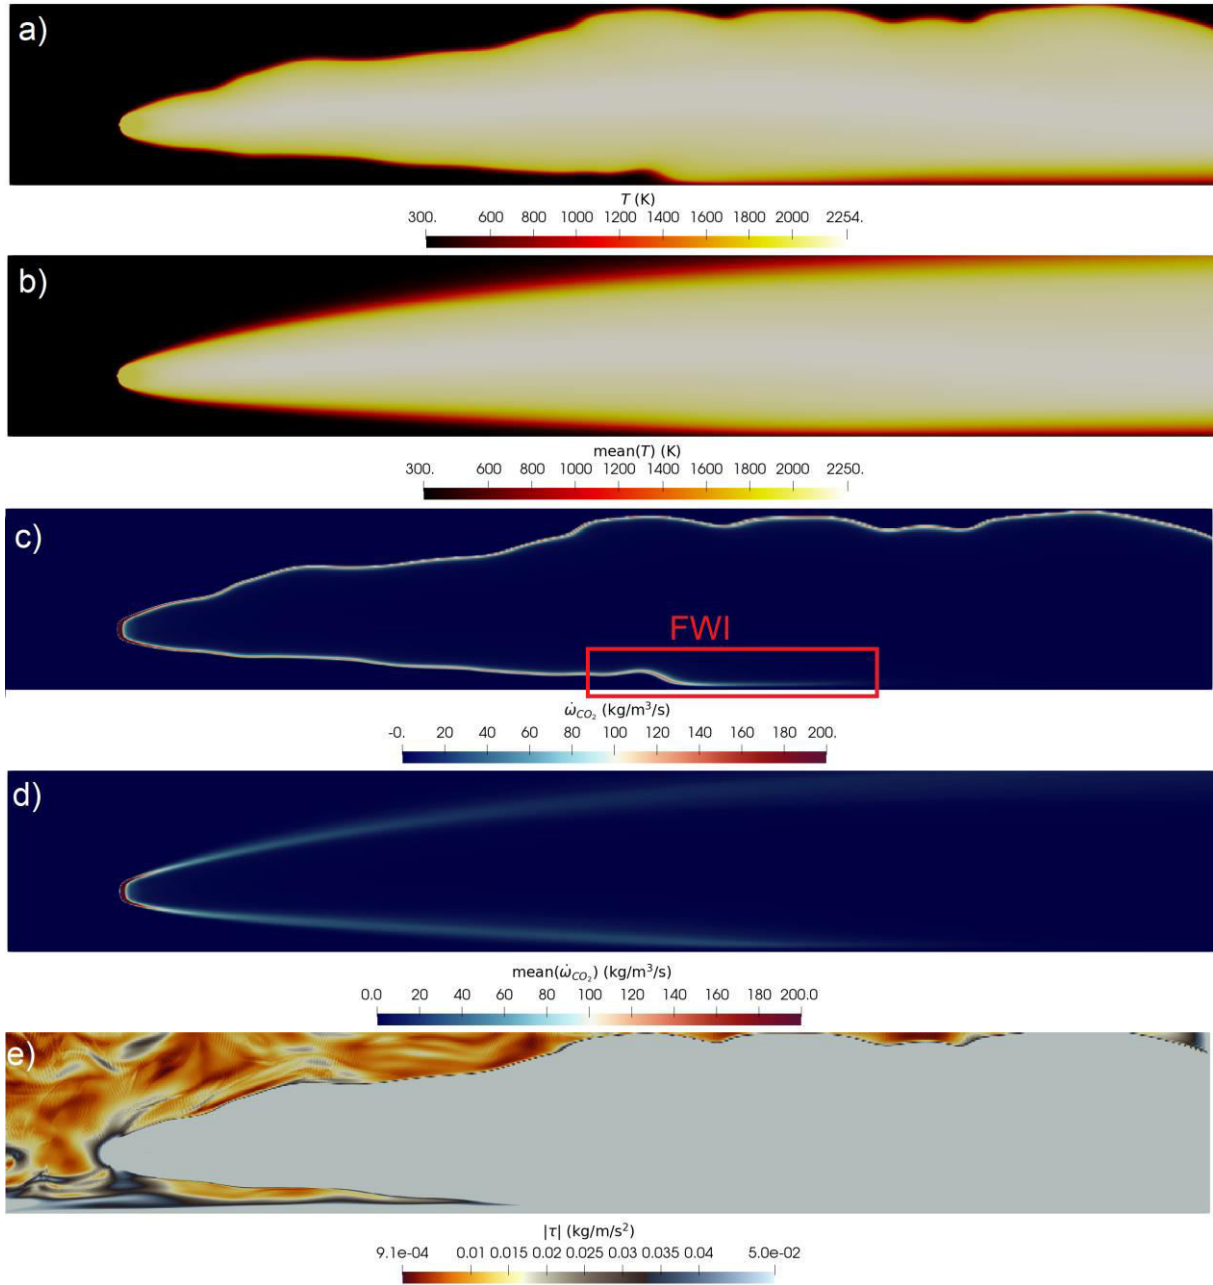 a)
T (K)
300. 600 800 1000 1200 1400 1600 1800 2000 2254.
b)
mean(T) (K)
300. 600 800 1000 1200 1400 1600 1800 2000 2250.
c)
FWI
ω̇CO₂ (kg/m³/s)
-0. 20 40 60 80 100 120 140 160 180 200.
d)
mean(ω̇CO₂) (kg/m³/s)
0.0 20 40 60 80 100 120 140 160 180 200.0
e)
|τ| (kg/m/s²)
9.1e-04 0.01 0.015 0.02 0.025 0.03 0.035 0.04 5.0e-02